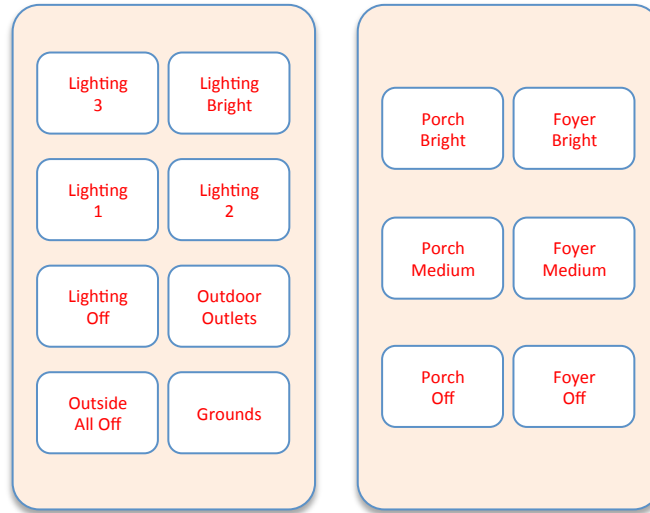 Lighting
3
Lighting
Bright
Lighting
1
Lighting
2
Lighting
Off
Outdoor
Outlets
Outside
All Off
Grounds
Porch
Bright
Foyer
Bright
Porch
Medium
Foyer
Medium
Porch
Off
Foyer
Off